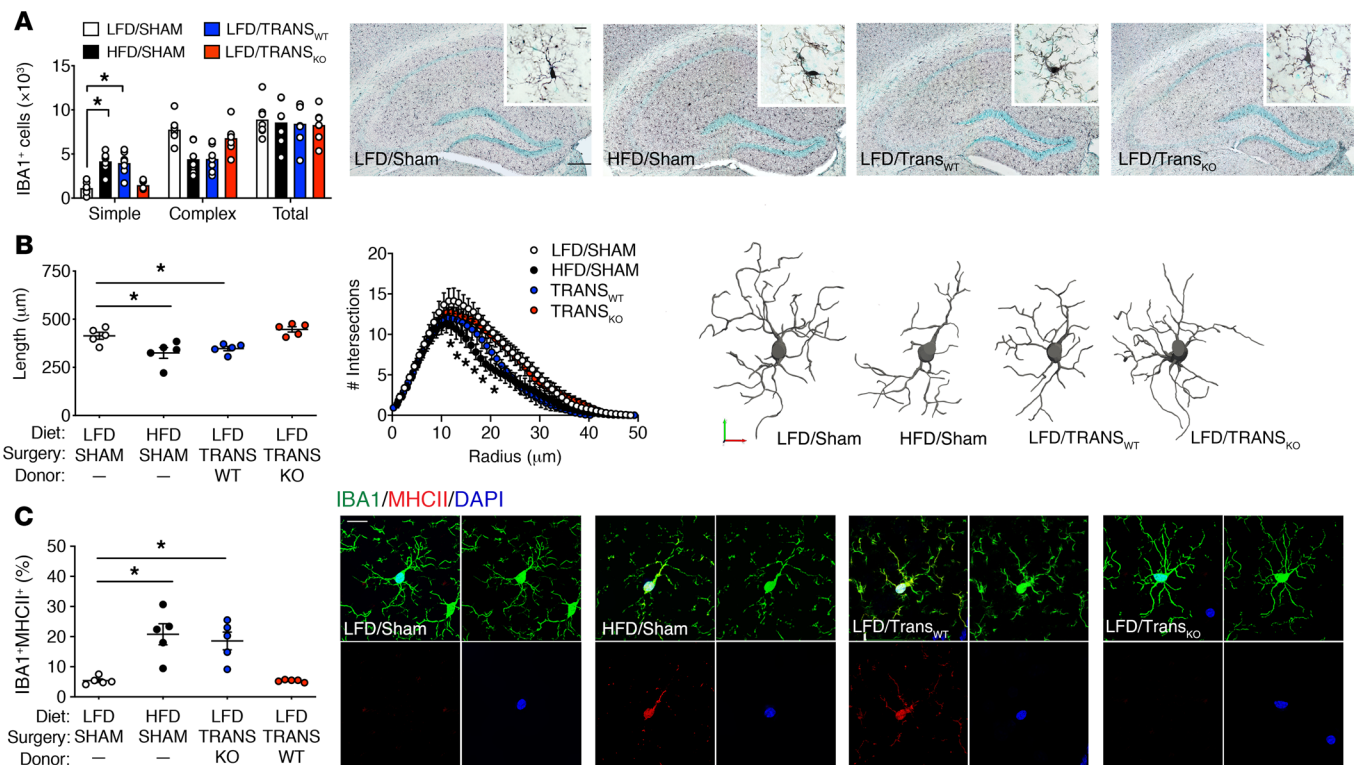 A
LFD/SHAM
HFD/SHAM
LFD/TRANSWT
LFD/TRANSKO
IBA1+ cells (×10³)
15
10
5
0
*
*
Simple
Complex
Total
LFD/Sham
HFD/Sham
LFD/TransWT
LFD/TransKO
B
Length (μm)
750
500
250
0
*
*
Diet: LFD HFD LFD LFD
Surgery: SHAM SHAM TRANS TRANS
Donor: — — WT KO
# Intersections
20
15
10
5
0
LFD/SHAM
HFD/SHAM
TRANSWT
TRANSKO
* * * * * *
0 10 20 30 40 50
Radius (μm)
LFD/Sham
HFD/Sham
LFD/TRANSWT
LFD/TRANSKO
C
IBA1+MHCII+ (%)
50
40
30
20
10
0
*
*
Diet: LFD HFD LFD LFD
Surgery: SHAM SHAM TRANS TRANS
Donor: — — KO WT
IBA1/MHCII/DAPI
LFD/Sham
HFD/Sham
LFD/TransWT
LFD/TransKO